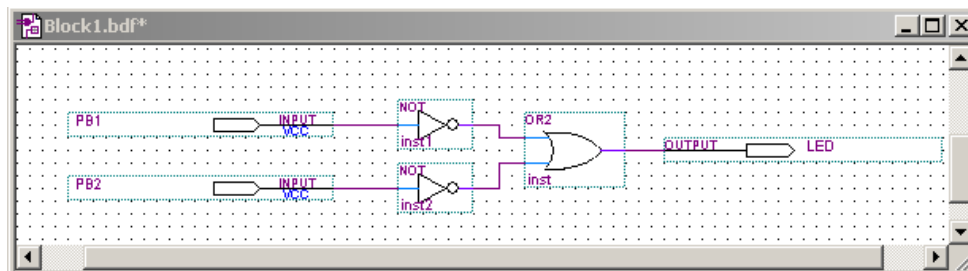 Block1.bdf*
PB1
INPUT
VCC
NOT
inst1
OR2
inst
OUTPUT
LED
PB2
INPUT
VCC
NOT
inst2